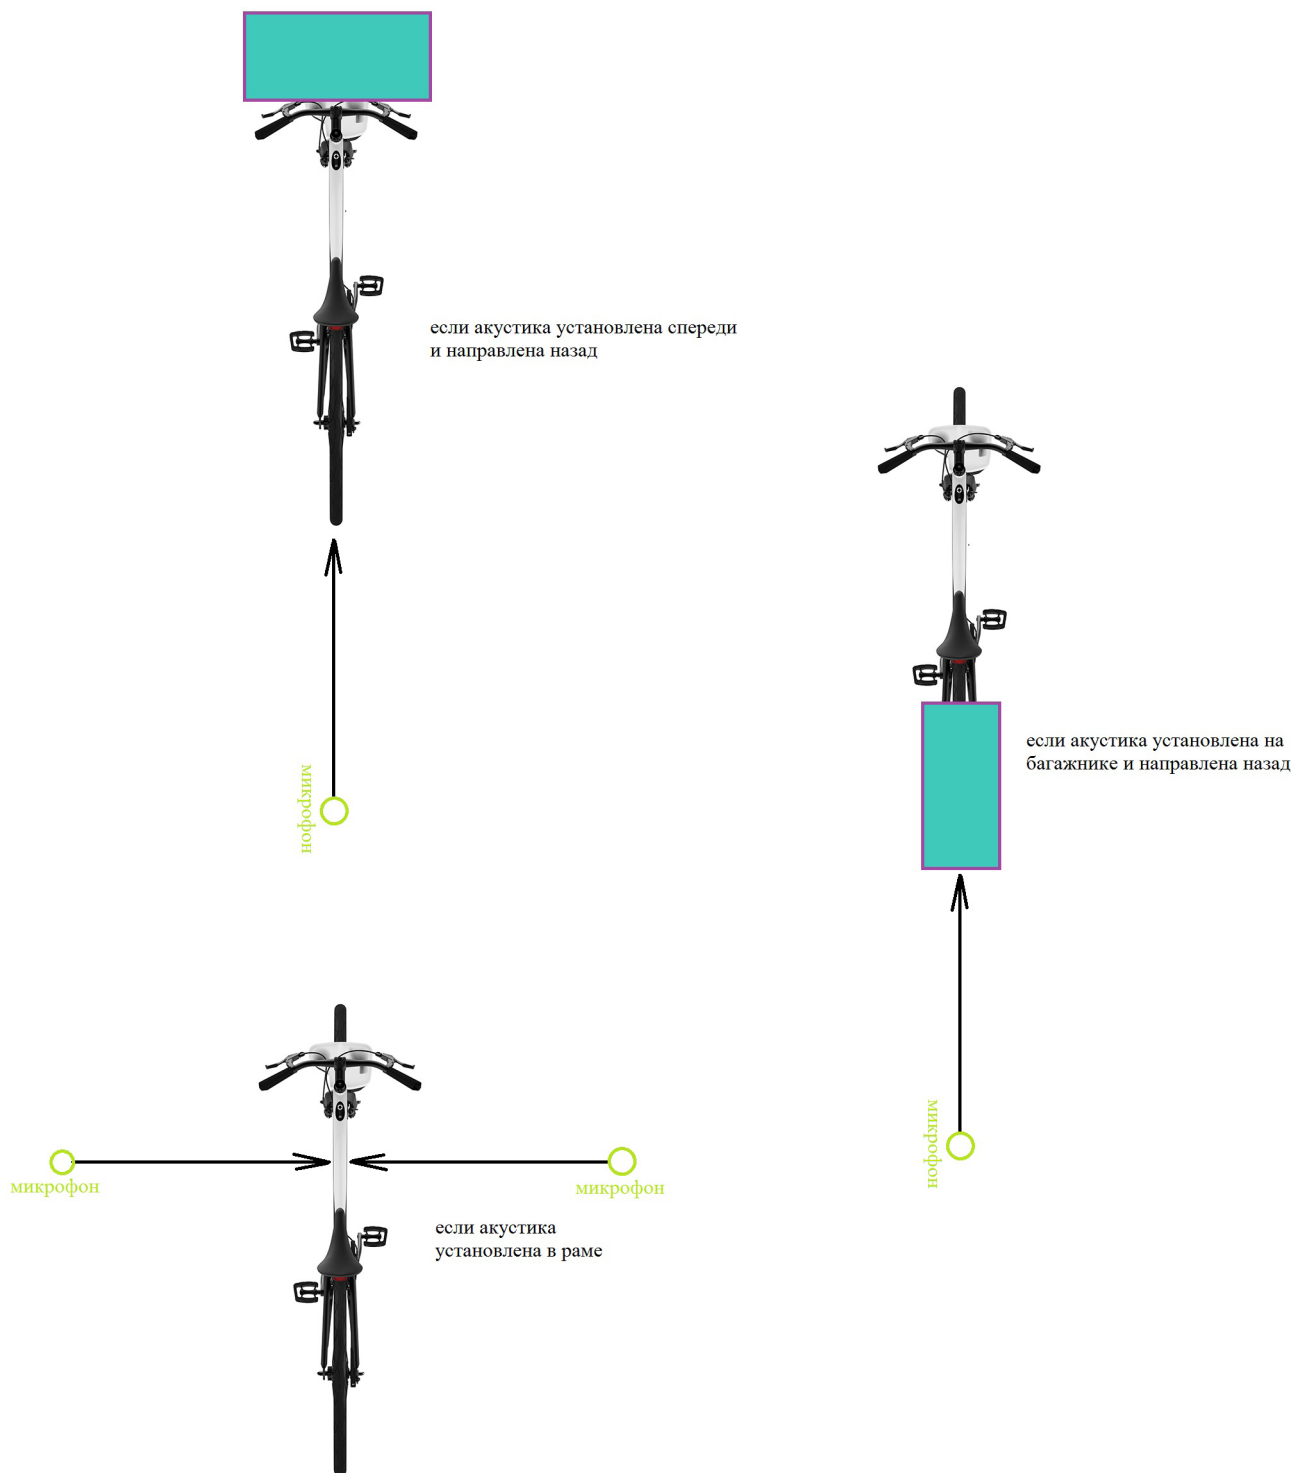 если акустика установлена спереди
и направлена назад
микрофон
если акустика установлена на
багажнике и направлена назад
микрофон
микрофон
микрофон
если акустика
установлена в раме